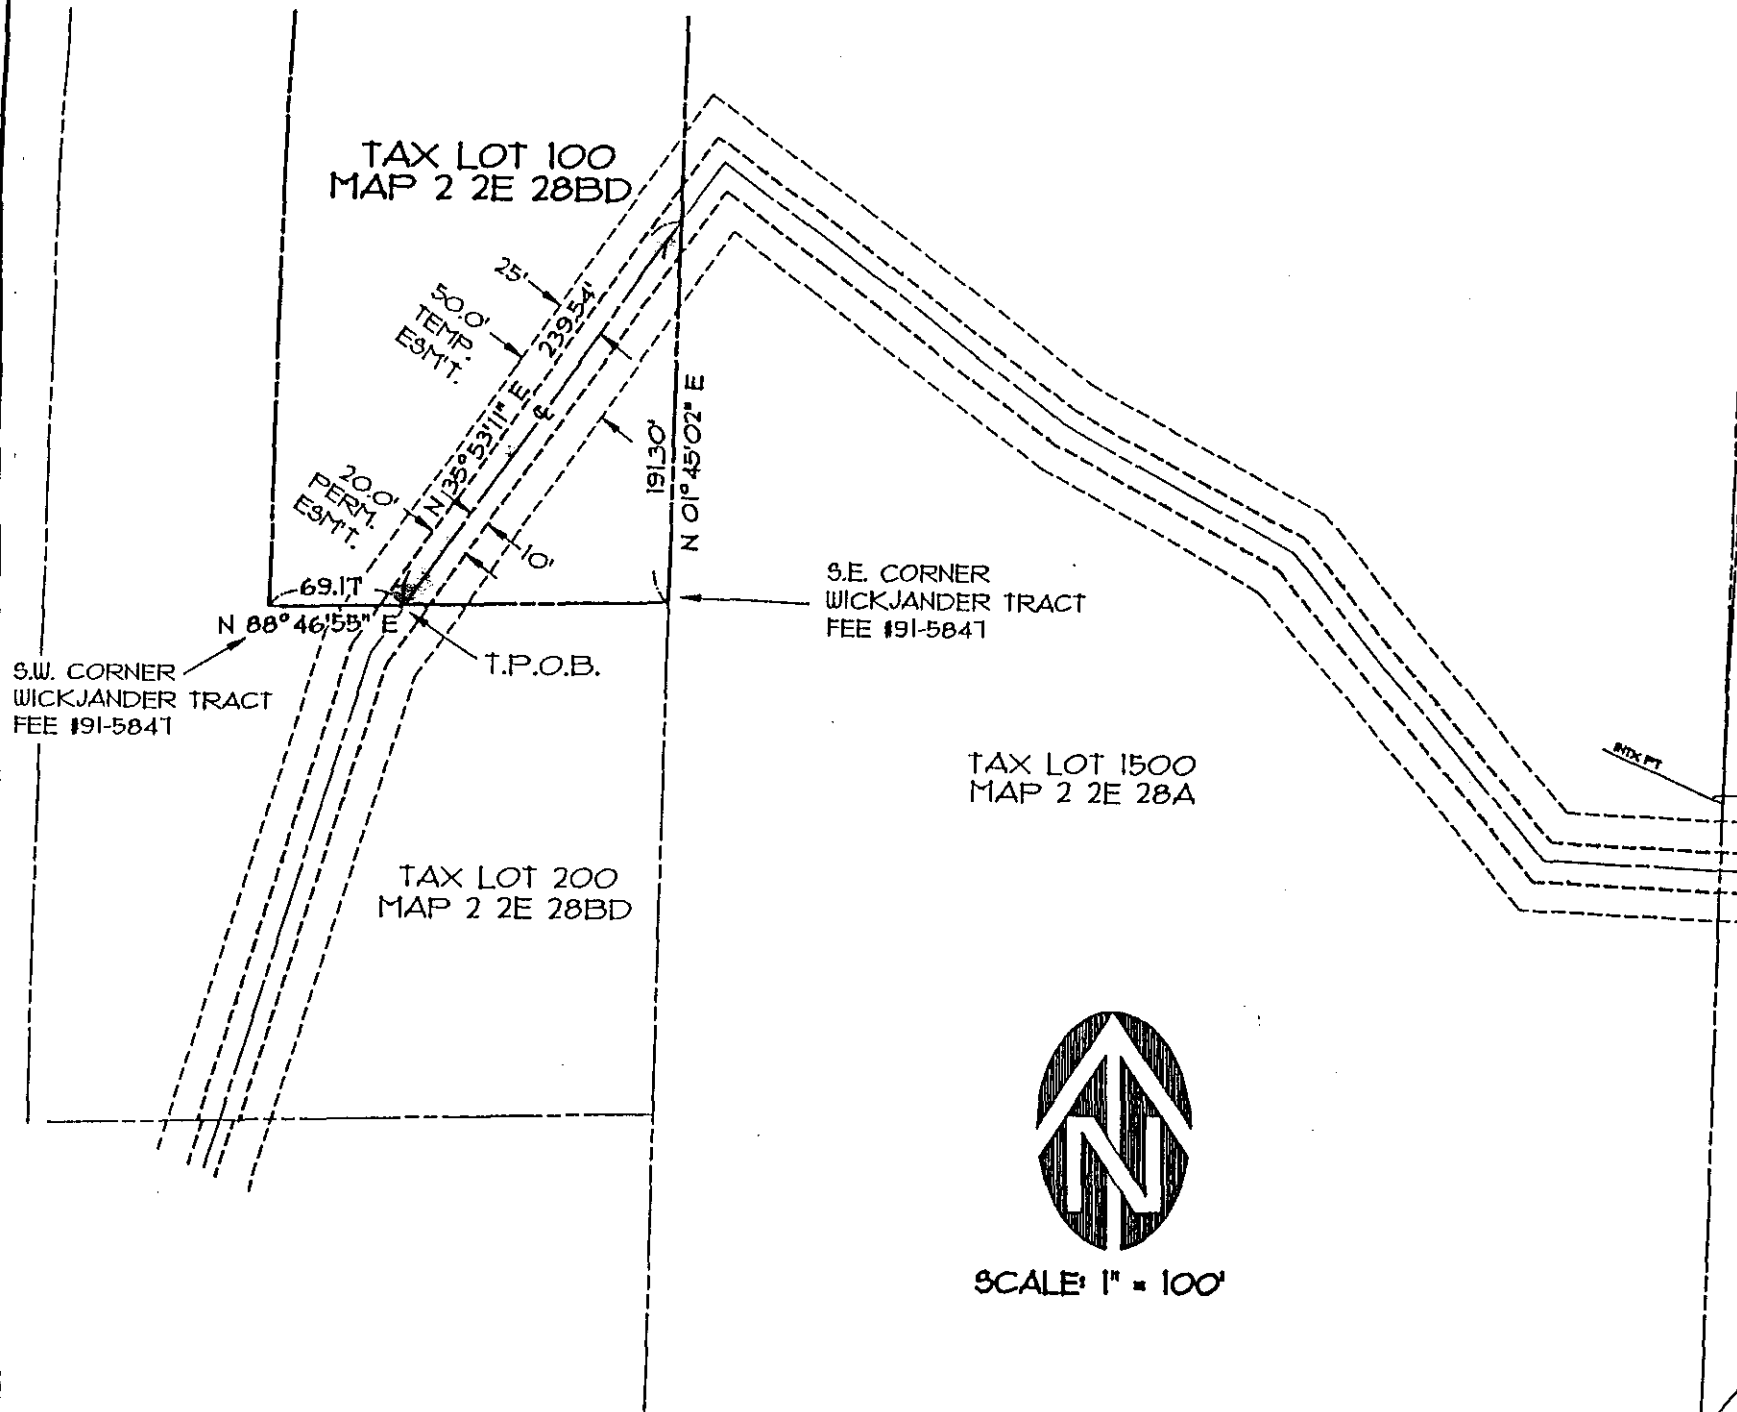 TAX LOT 100
MAP 2 2E 28BD
25'
50.0'
TEMP.
ESM'T.
239.54'
N 35°53'11" E
℄
20.0'
PERM.
ESM'T.
10'
191.30'
N 01°45'02" E
69.17
N 88°46'55" E
T.P.O.B.
S.E. CORNER
WICKJANDER TRACT
FEE #91-5847
S.W. CORNER
WICKJANDER TRACT
FEE #91-5847
INTX PT
TAX LOT 1500
MAP 2 2E 28A
TAX LOT 200
MAP 2 2E 28BD
N
SCALE: 1" = 100'